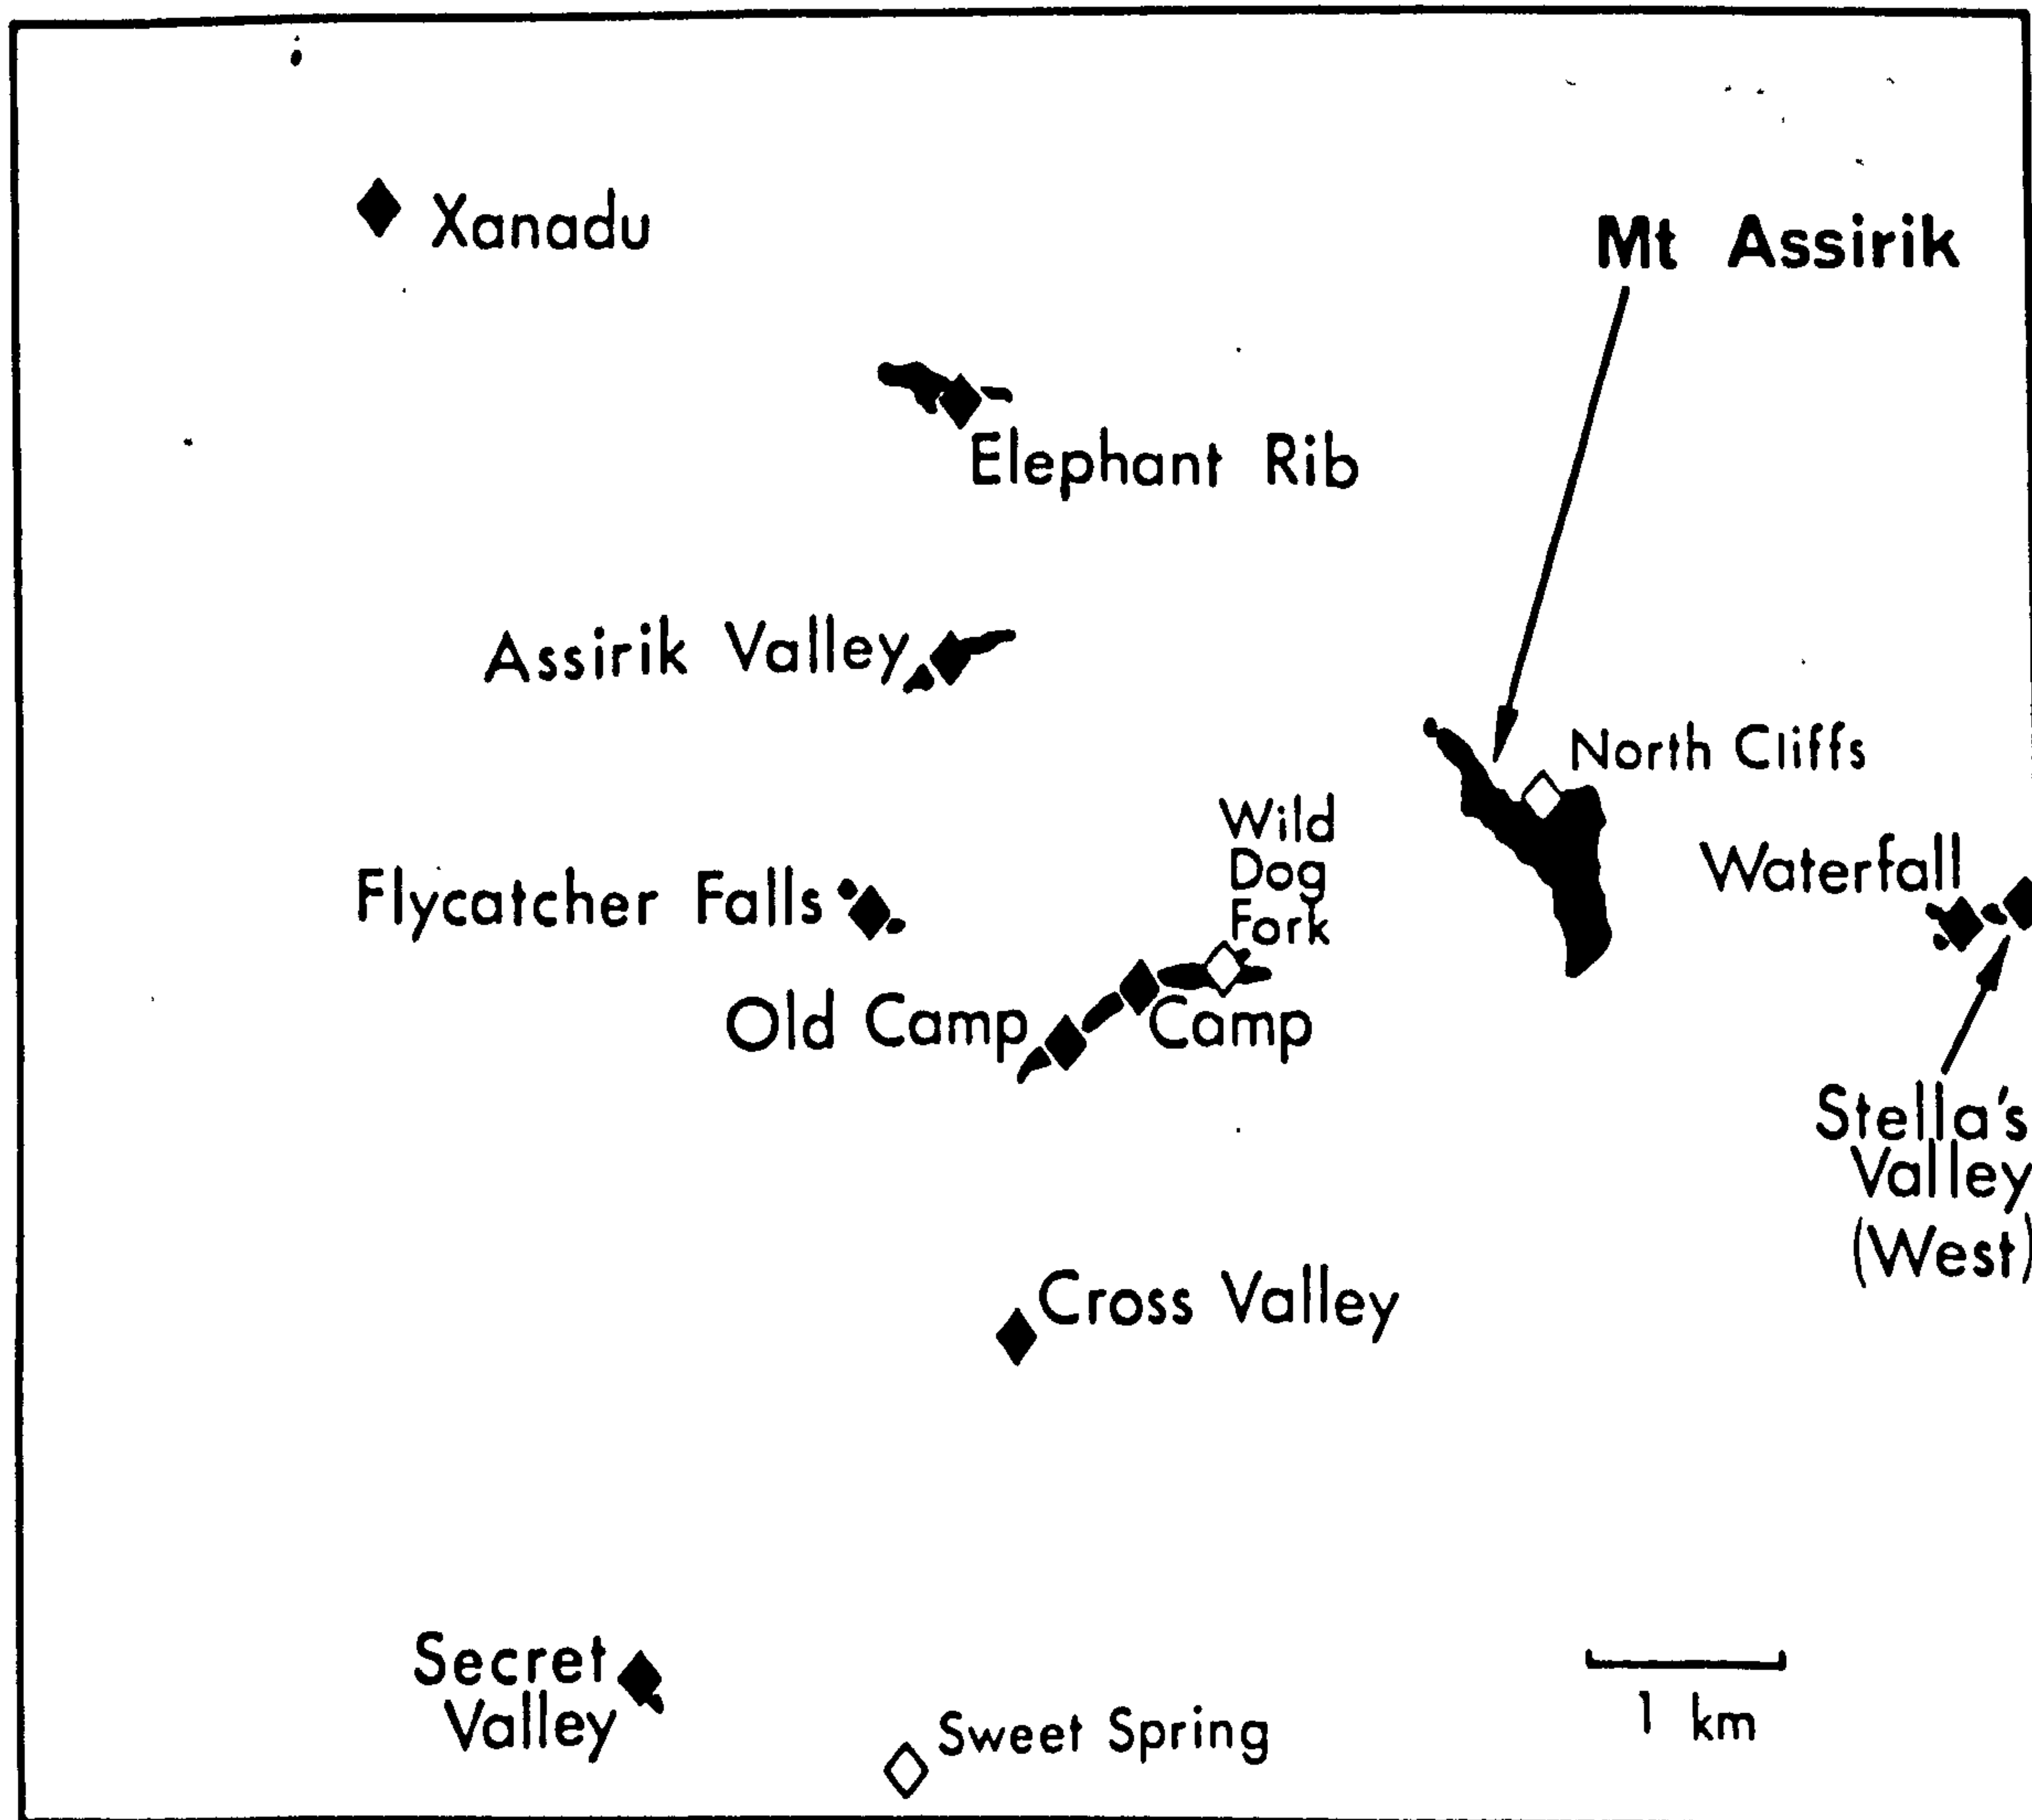 Xanadu
Mt Assirik
Elephant Rib
Assirik Valley
North Cliffs
Wild
Dog
Fork
Waterfall
Flycatcher Falls
Old Camp
Camp
Stella's
Valley
(West)
Cross Valley
Secret
Valley
Sweet Spring
1 km